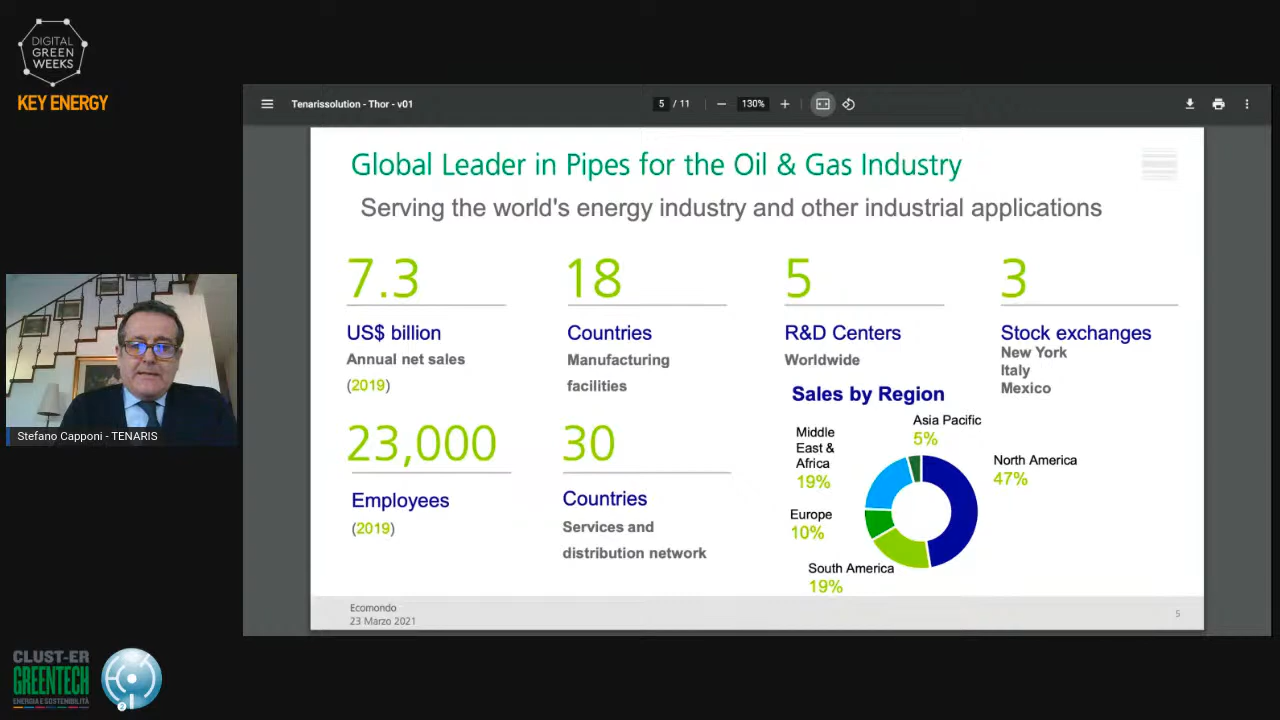 DIGITAL
GREEN
WEEKS
KEY ENERGY
Tenarissolution - Thor - v01
5 / 11
130%
Global Leader in Pipes for the Oil & Gas Industry
Serving the world's energy industry and other industrial applications
7.3
US$ billion
Annual net sales
(2019)
18
Countries
Manufacturing
facilities
5
R&D Centers
Worldwide
3
Stock exchanges
New York
Italy
Mexico
23,000
Employees
(2019)
30
Countries
Services and
distribution network
Sales by Region
Asia Pacific
5%
Middle
East &
Africa
19%
North America
47%
Europe
10%
South America
19%
Ecomondo
23 Marzo 2021
5
Stefano Capponi - TENARIS
CLUST-ER
GREENTECH
ENERGIA E SOSTENIBILITÀ
2